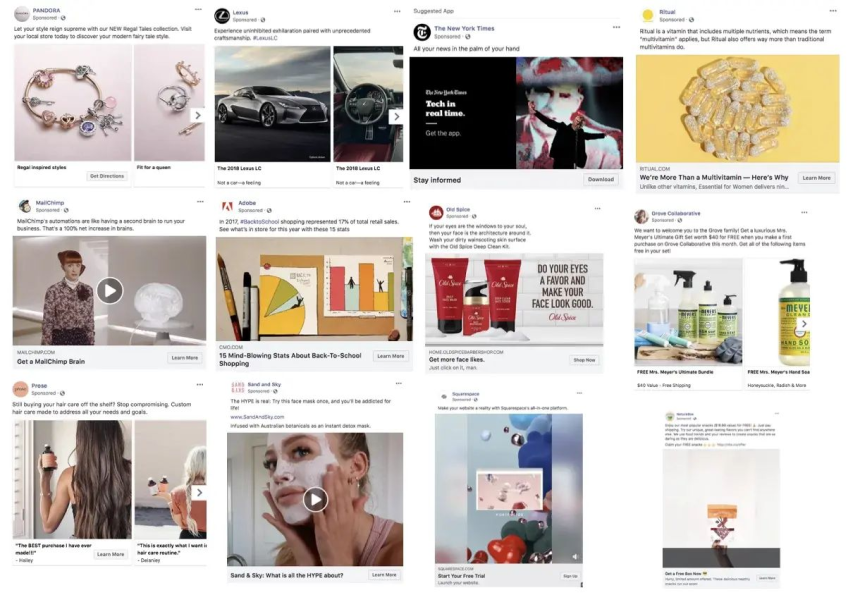 PANDORA
Sponsored
Let your style reign supreme with our NEW Regal Tales collection. Visit
your local store today to discover your modern fairy tale style.
Regal inspired styles
Get Directions
Fit for a queen
Lexus
Sponsored
Experience uninhibited exhilaration paired with unprecedented
craftsmanship. #LexusLC
The 2018 Lexus LC
Not a car—a feeling
The 2018 Lexus LC
Not a car—a feeling
Suggested App
The New York Times
Sponsored
All your news in the palm of your hand
The New York Times
Tech in
real time.
Get the app.
Stay informed
Download
Ritual
Sponsored
Ritual is a vitamin that includes multiple nutrients, which means the term
"multivitamin" applies, but Ritual also offers way more than traditional
multivitamins do.
RITUAL.COM
We're More Than a Multivitamin — Here's Why
Unlike other vitamins, Essential for Women delivers nin...
Learn More
MailChimp
Sponsored
MailChimp's automations are like having a second brain to run your
business. That's a 100% net increase in brains.
MAILCHIMP.COM
Get a MailChimp Brain
Learn More
Adobe
Sponsored
In 2017, #BacktoSchool shopping represented 17% of total retail sales.
See what's in store for this year with these 15 stats
CMO.COM
15 Mind-Blowing Stats About Back-To-School
Shopping
Learn More
Old Spice
Sponsored
If your eyes are the windows to your soul,
then your face is the architecture around it.
Wash your dirty wainscoting skin surface
with the Old Spice Deep Clean Kit.
Old Spice
Old Spice
Old Spice
DO YOUR EYES
A FAVOR AND
MAKE YOUR
FACE LOOK GOOD.
Old Spice
HOME.OLDSPICEBARBERSHOP.COM
Get more face likes.
Just click on it, man.
Shop Now
Grove Collaborative
Sponsored
We want to welcome you to the Grove family! Get a luxurious Mrs.
Meyer's Ultimate Gift Set worth $40 for FREE when you make a first
purchase on Grove Collaborative today. Get all of the following items
free in your set:
MEYER
HAND SO
FREE Mrs. Meyer's Ultimate Bundle
$40 Value - Free Shipping
FREE Mrs. Meyer's Hand Soa
Honeysuckle, Radish & More
Prose
Sponsored
Still buying your hair care off the shelf? Stop compromising. Custom
hair care made to address all your needs and goals.
"The BEST purchase I have ever
made!!!"
- Hailey
Learn More
"This is exactly what I want i
hair care routine."
- Delaney
SAND
Sand and Sky
Sponsored
The HYPE is real: Try this face mask once, and you'll be addicted for
life!
www.SandAndSky.com
Infused with Australian botanicals as an instant detox mask.
Sand & Sky: What is all the HYPE about?
Learn More
Squarespace
Sponsored
Make your website a reality with Squarespace's all-in-one platform.
SQUARESPACE.COM
Start Your Free Trial
Launch your website.
Sign Up
Sponsored
Get a Free Box Now
Learn More